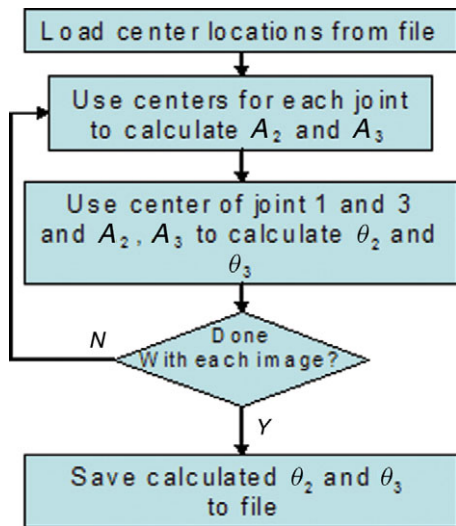 Load center locations from file
Use centers for each joint
to calculate A₂ and A₃
Use center of joint 1 and 3
and A₂, A₃ to calculate θ₂ and
θ₃
Done
With each image?
N
Y
Save calculated θ₂ and θ₃
to file